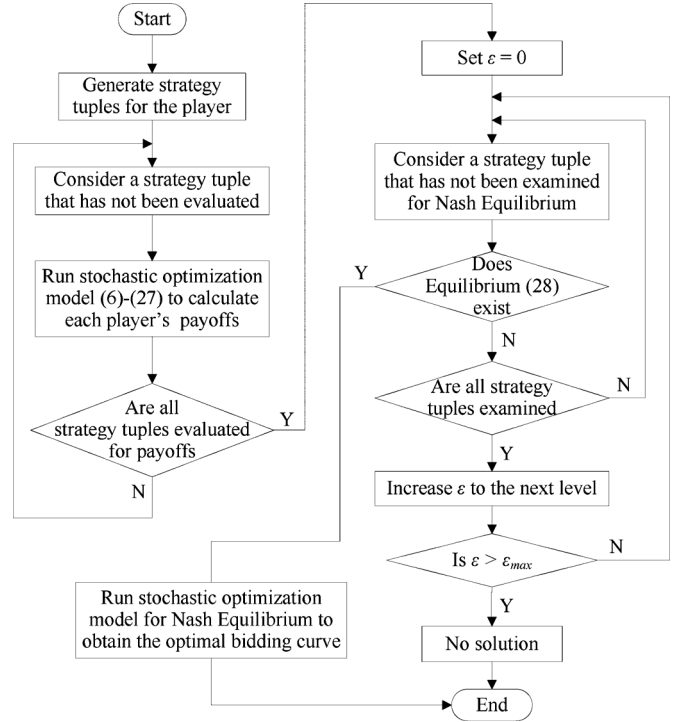 Start
Generate strategy
tuples for the player
Consider a strategy tuple
that has not been evaluated
Run stochastic optimization
model (6)-(27) to calculate
each player's payoffs
Are all
strategy tuples evaluated
for payoffs
Y
N
Set ε = 0
Consider a strategy tuple
that has not been examined
for Nash Equilibrium
Does
Equilibrium (28)
exist
Y
N
Are all strategy
tuples examined
N
Y
Increase ε to the next level
Is ε > εmax
N
Y
No solution
Run stochastic optimization
model for Nash Equilibrium to
obtain the optimal bidding curve
End